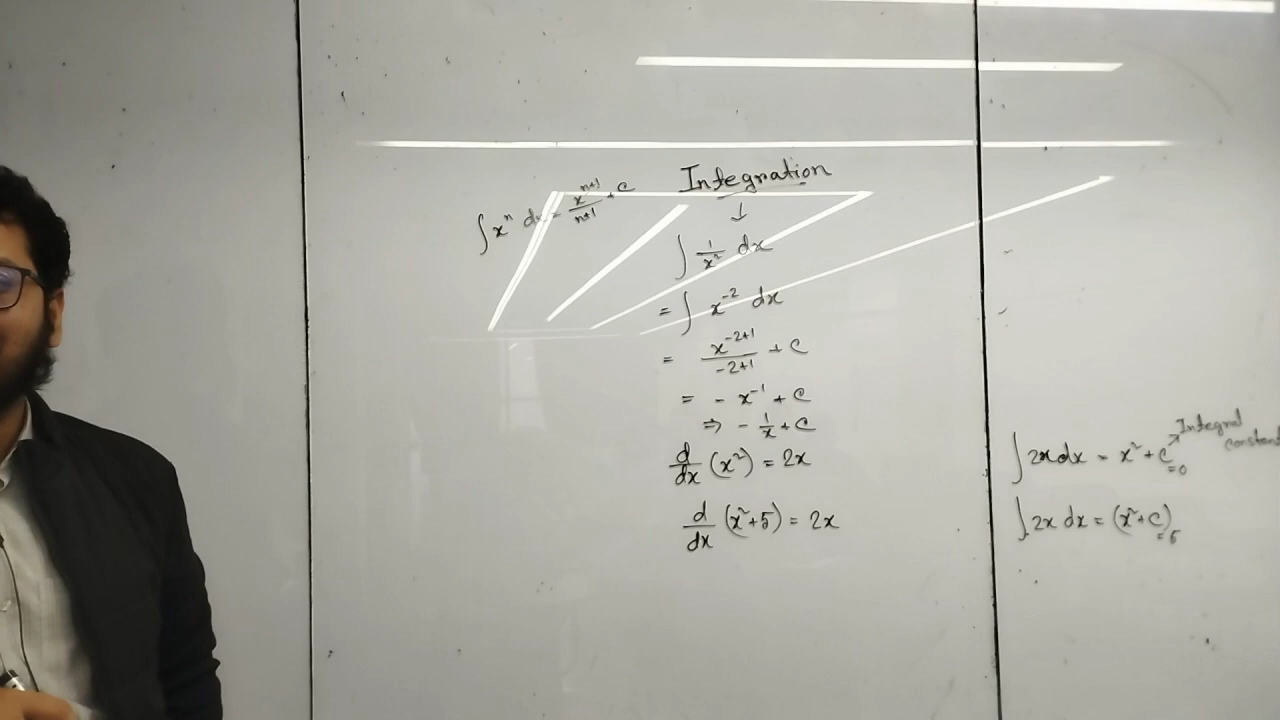 Integration
∫ xⁿ dx = xⁿ⁺¹/n+1 + C
↓
∫ 1/x² dx
= ∫ x⁻² dx
= x⁻²⁺¹/-2+1 + C
= - x⁻¹ + C
⇒ - 1/x + C
d/dx (x²) = 2x
d/dx (x²+5) = 2x
Integral
constant
∫ 2x dx = x² + C
=0
∫ 2x dx = (x²+C)
=5